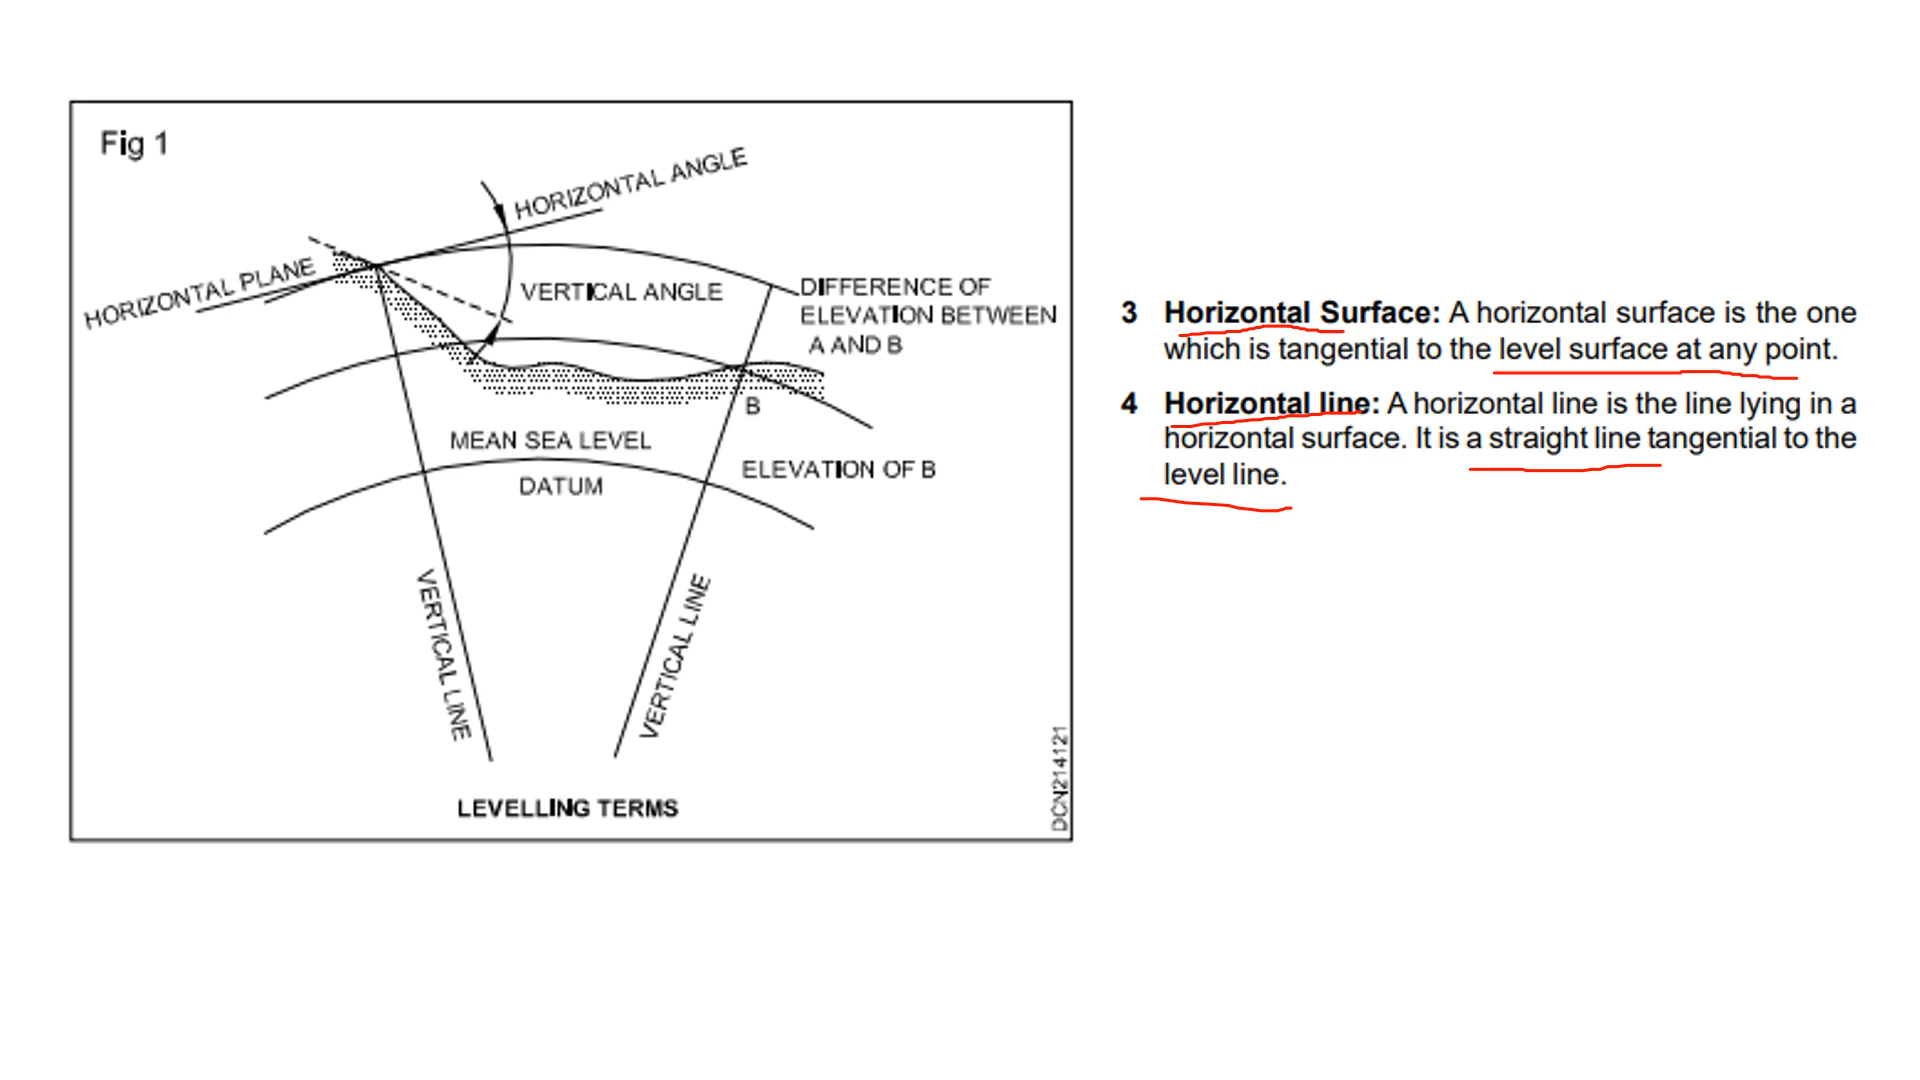 Fig 1
HORIZONTAL ANGLE
HORIZONTAL PLANE
VERTICAL ANGLE
DIFFERENCE OF
ELEVATION BETWEEN
A AND B
B
MEAN SEA LEVEL
DATUM
ELEVATION OF B
VERTICAL LINE
VERTICAL LINE
LEVELLING TERMS
DCN214121
3 Horizontal Surface: A horizontal surface is the one
which is tangential to the level surface at any point.
4 Horizontal line: A horizontal line is the line lying in a
horizontal surface. It is a straight line tangential to the
level line.